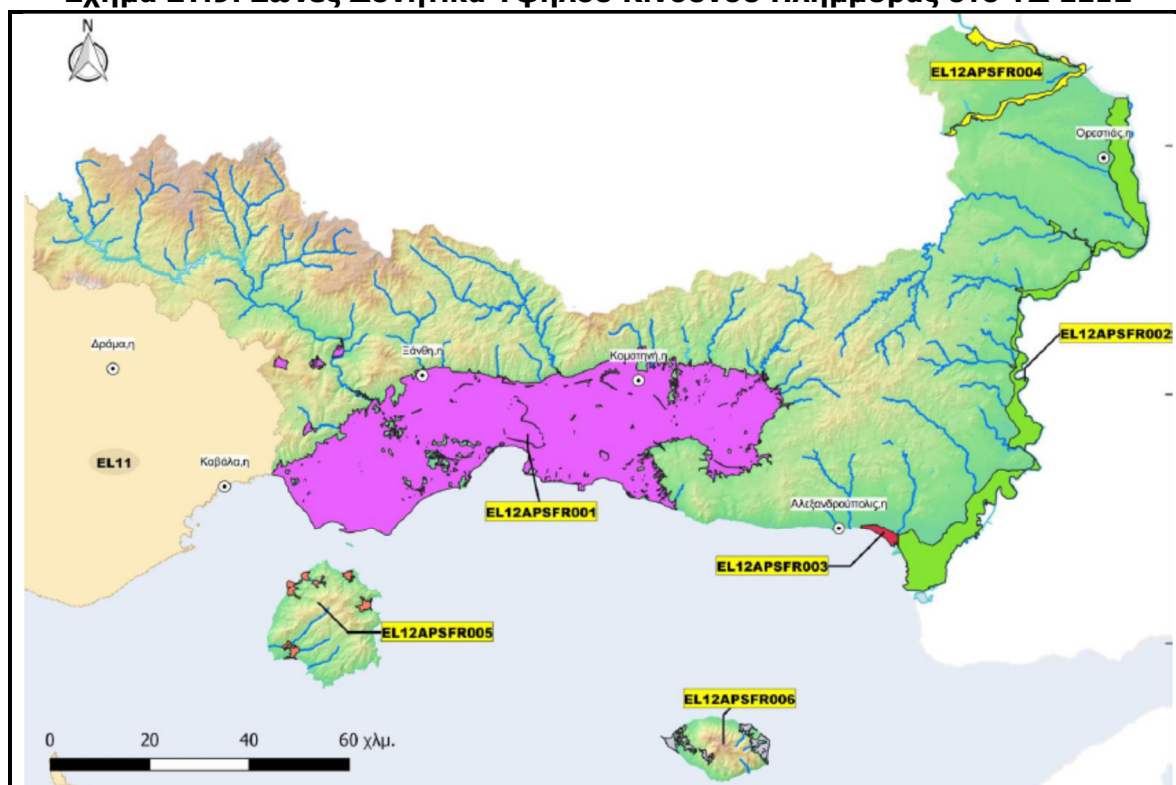 N
EL12APSFR004
Ορεστιάς,η
Δράμα,η
Ξάνθη,η
Κομοτηνή,η
EL12APSFR002
EL11
Καβάλα,η
EL12APSFR001
Αλεξανδρούπολις,η
EL12APSFR003
EL12APSFR005
EL12APSFR006
0 20 40 60 χλμ.